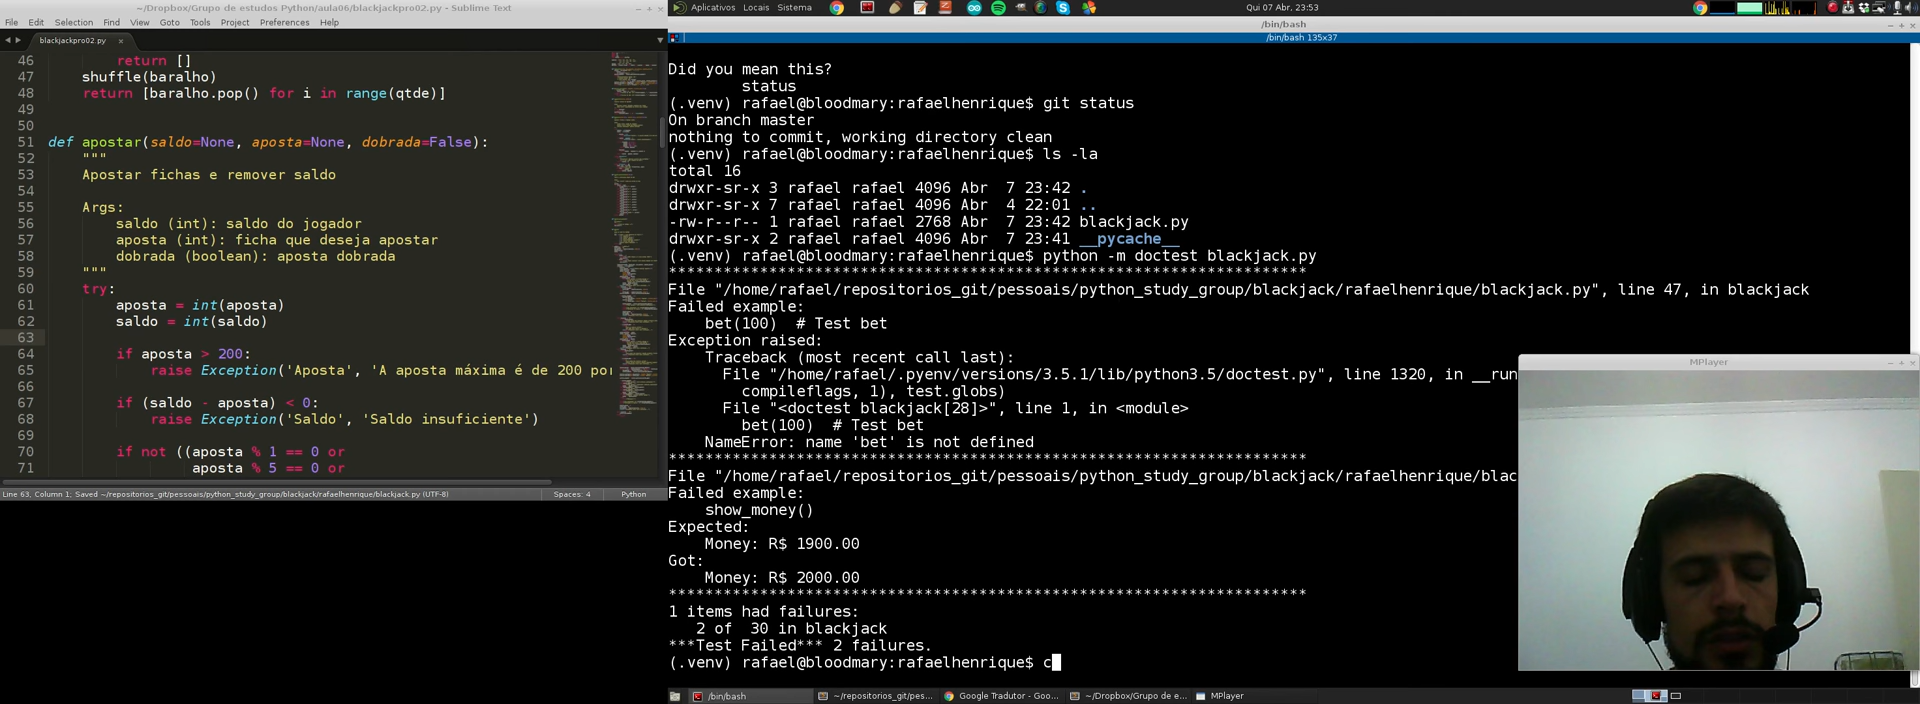 ~/Dropbox/Grupo de estudos Python/aula06/blackjackpro02.py - Sublime Text
File Edit Selection Find View Goto Tools Project Preferences Help
blackjackpro02.py ×
46 return []
47 shuffle(baralho)
48 return [baralho.pop() for i in range(qtde)]
49
50
51 def apostar(saldo=None, aposta=None, dobrada=False):
52 """
53 Apostar fichas e remover saldo
54
55 Args:
56 saldo (int): saldo do jogador
57 aposta (int): ficha que deseja apostar
58 dobrada (boolean): aposta dobrada
59 """
60 try:
61 aposta = int(aposta)
62 saldo = int(saldo)
63
64 if aposta > 200:
65 raise Exception('Aposta', 'A aposta máxima é de 200 por
66
67 if (saldo - aposta) < 0:
68 raise Exception('Saldo', 'Saldo insuficiente')
69
70 if not ((aposta % 1 == 0 or
71 aposta % 5 == 0 or
Line 63, Column 1; Saved ~/repositorios_git/pessoais/python_study_group/blackjack/rafaelhenrique/blackjack.py (UTF-8) Spaces: 4 Python
Aplicativos Locais Sistema Qui 07 Abr, 23:53
/bin/bash
/bin/bash 135x37
Did you mean this?
status
(.venv) rafael@bloodmary:rafaelhenrique$ git status
On branch master
nothing to commit, working directory clean
(.venv) rafael@bloodmary:rafaelhenrique$ ls -la
total 16
drwxr-sr-x 3 rafael rafael 4096 Abr 7 23:42 .
drwxr-sr-x 7 rafael rafael 4096 Abr 4 22:01 ..
-rw-r--r-- 1 rafael rafael 2768 Abr 7 23:42 blackjack.py
drwxr-sr-x 2 rafael rafael 4096 Abr 7 23:41 __pycache__
(.venv) rafael@bloodmary:rafaelhenrique$ python -m doctest blackjack.py
**********************************************************************
File "/home/rafael/repositorios_git/pessoais/python_study_group/blackjack/rafaelhenrique/blackjack.py", line 47, in blackjack
Failed example:
bet(100) # Test bet
Exception raised:
Traceback (most recent call last):
File "/home/rafael/.pyenv/versions/3.5.1/lib/python3.5/doctest.py", line 1320, in __run
compileflags, 1), test.globs)
File "<doctest blackjack[28]>", line 1, in <module>
bet(100) # Test bet
NameError: name 'bet' is not defined
**********************************************************************
File "/home/rafael/repositorios_git/pessoais/python_study_group/blackjack/rafaelhenrique/blac
Failed example:
show_money()
Expected:
Money: R$ 1900.00
Got:
Money: R$ 2000.00
**********************************************************************
1 items had failures:
2 of 30 in blackjack
***Test Failed*** 2 failures.
(.venv) rafael@bloodmary:rafaelhenrique$ c
MPlayer
/bin/bash ~/repositorios_git/pes... Google Tradutor - Goo... ~/Dropbox/Grupo de e... MPlayer